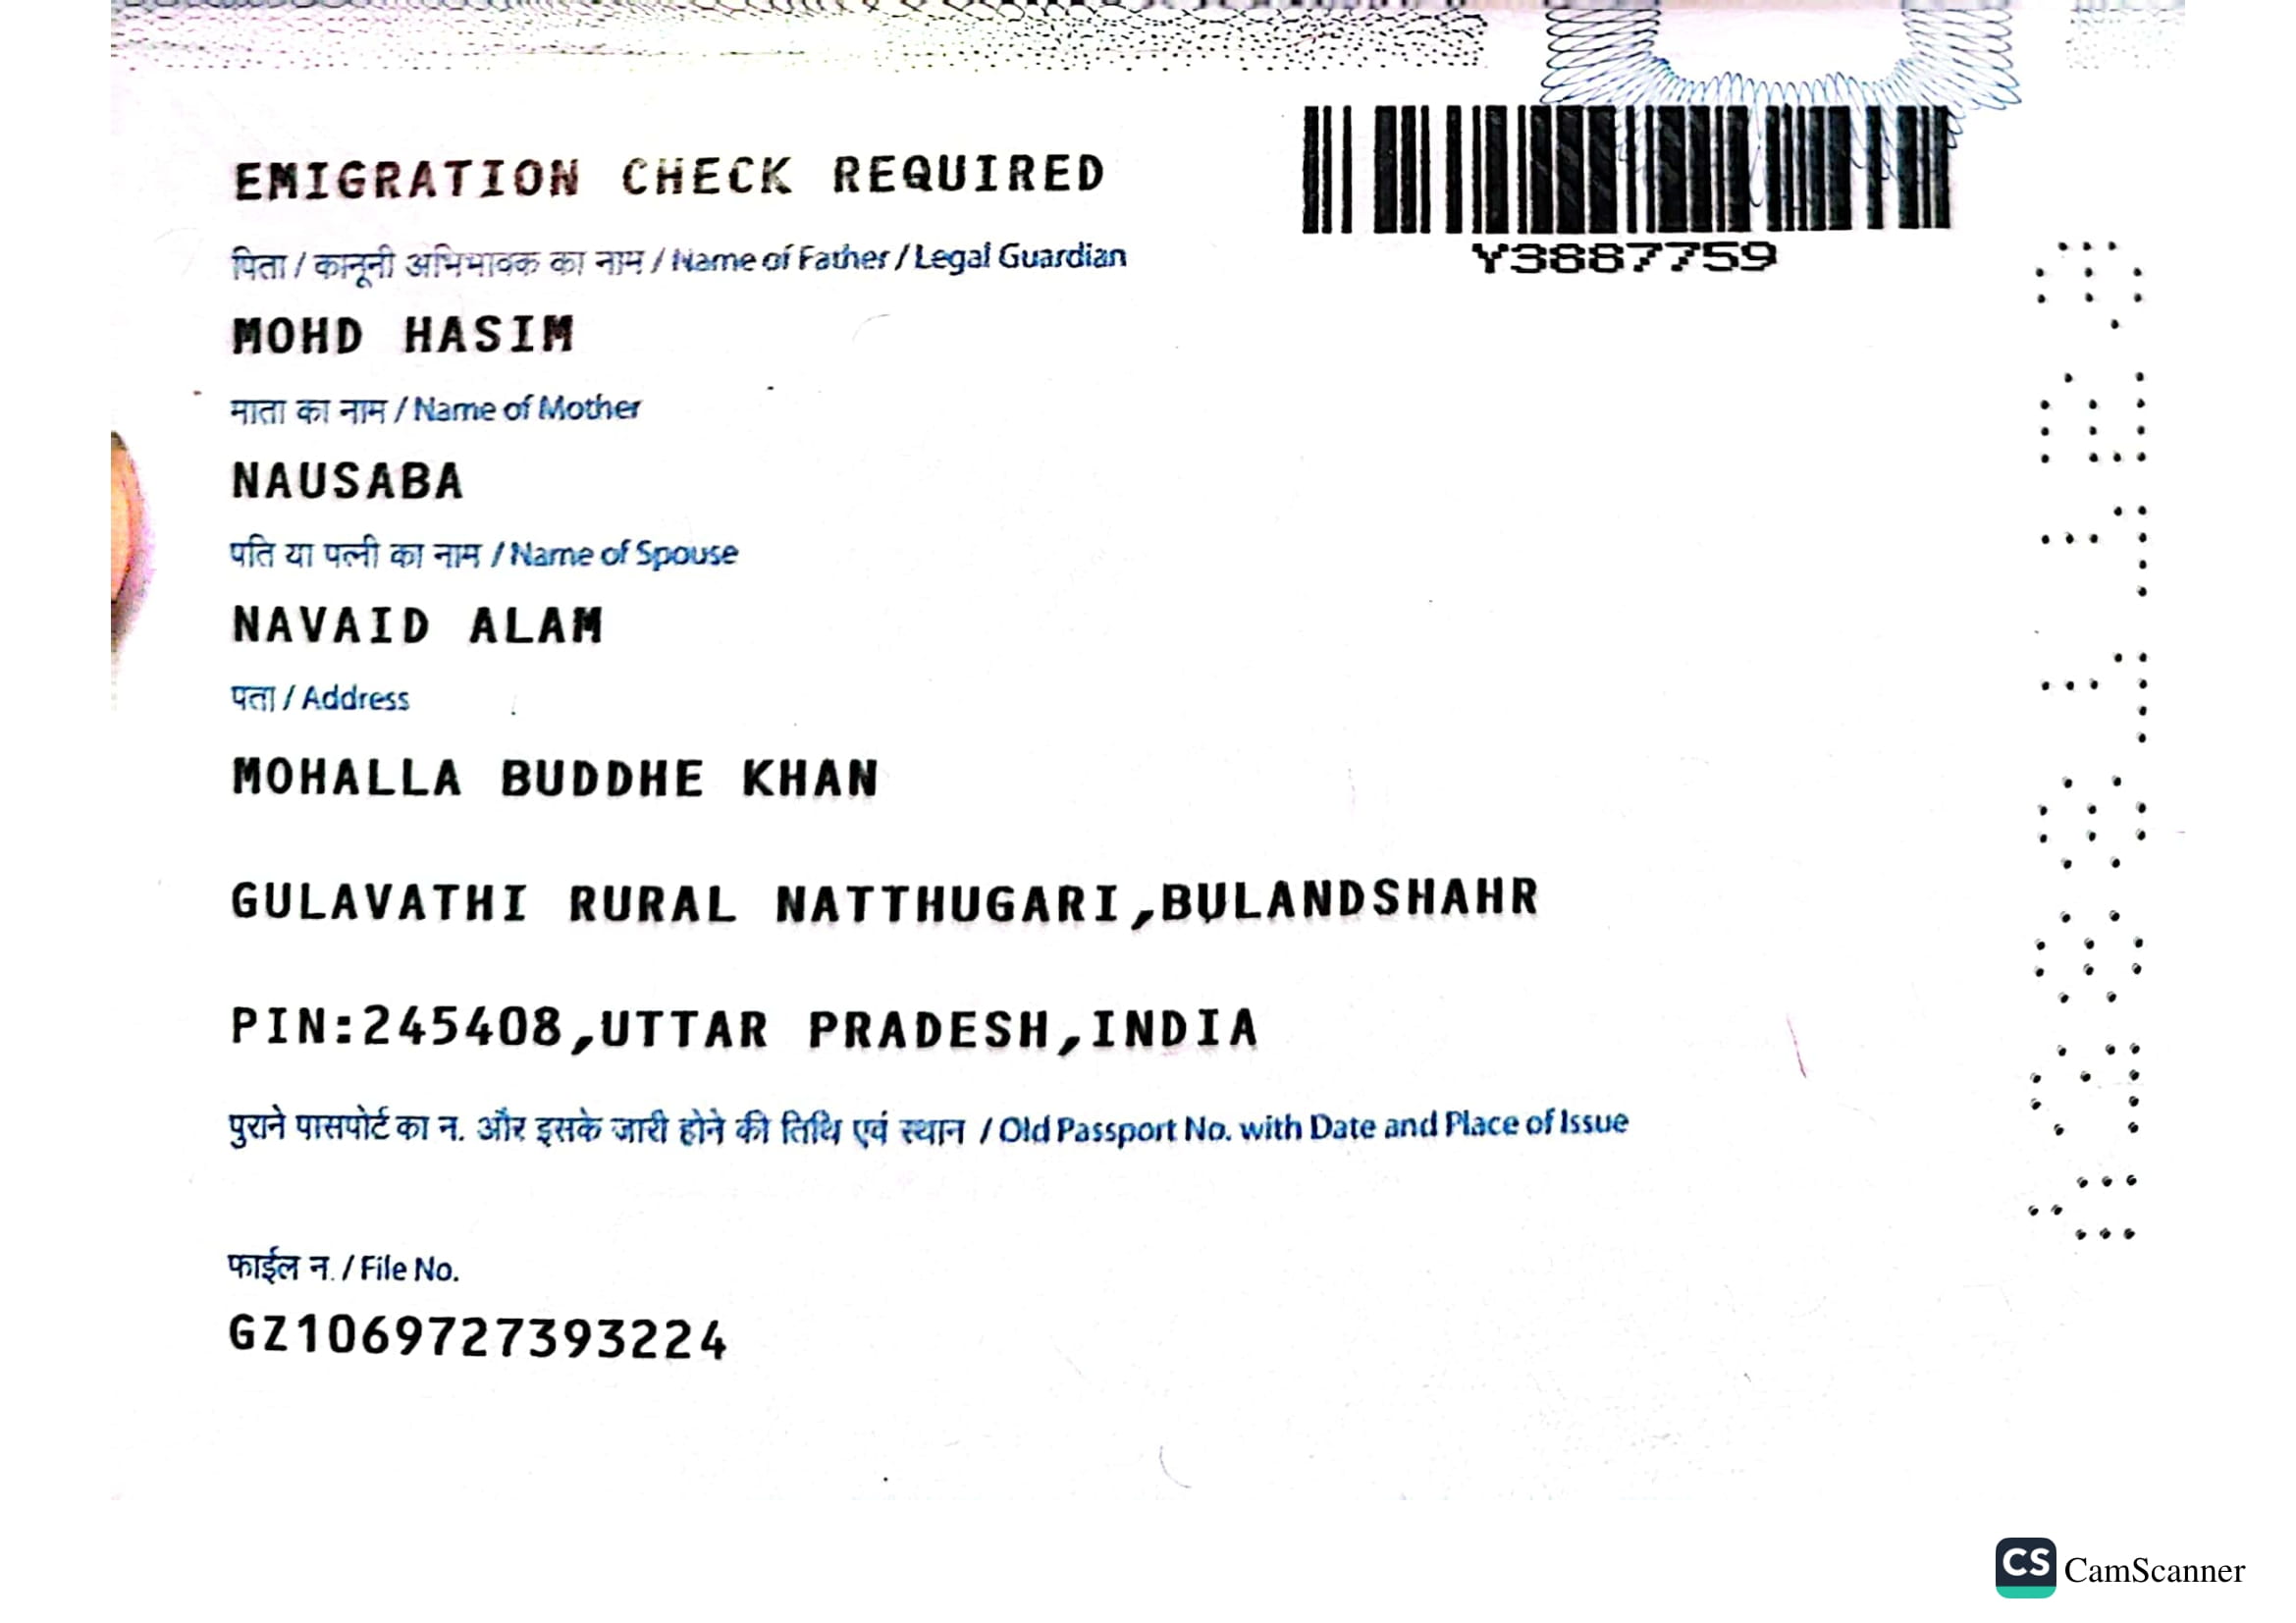 EMIGRATION CHECK REQUIRED
Y3887759
पिता / कानूनी अभिभावक का नाम / Name of Father / Legal Guardian
MOHD HASIM
माता का नाम / Name of Mother
NAUSABA
पति या पत्नी का नाम / Name of Spouse
NAVAID ALAM
पता / Address
MOHALLA BUDDHE KHAN
GULAVATHI RURAL NATTHUGARI,BULANDSHAHR
PIN:245408,UTTAR PRADESH,INDIA
पुराने पासपोर्ट का न. और इसके जारी होने की तिथि एवं स्थान / Old Passport No. with Date and Place of Issue
फाईल न. / File No.
GZ1069727393224
CS CamScanner